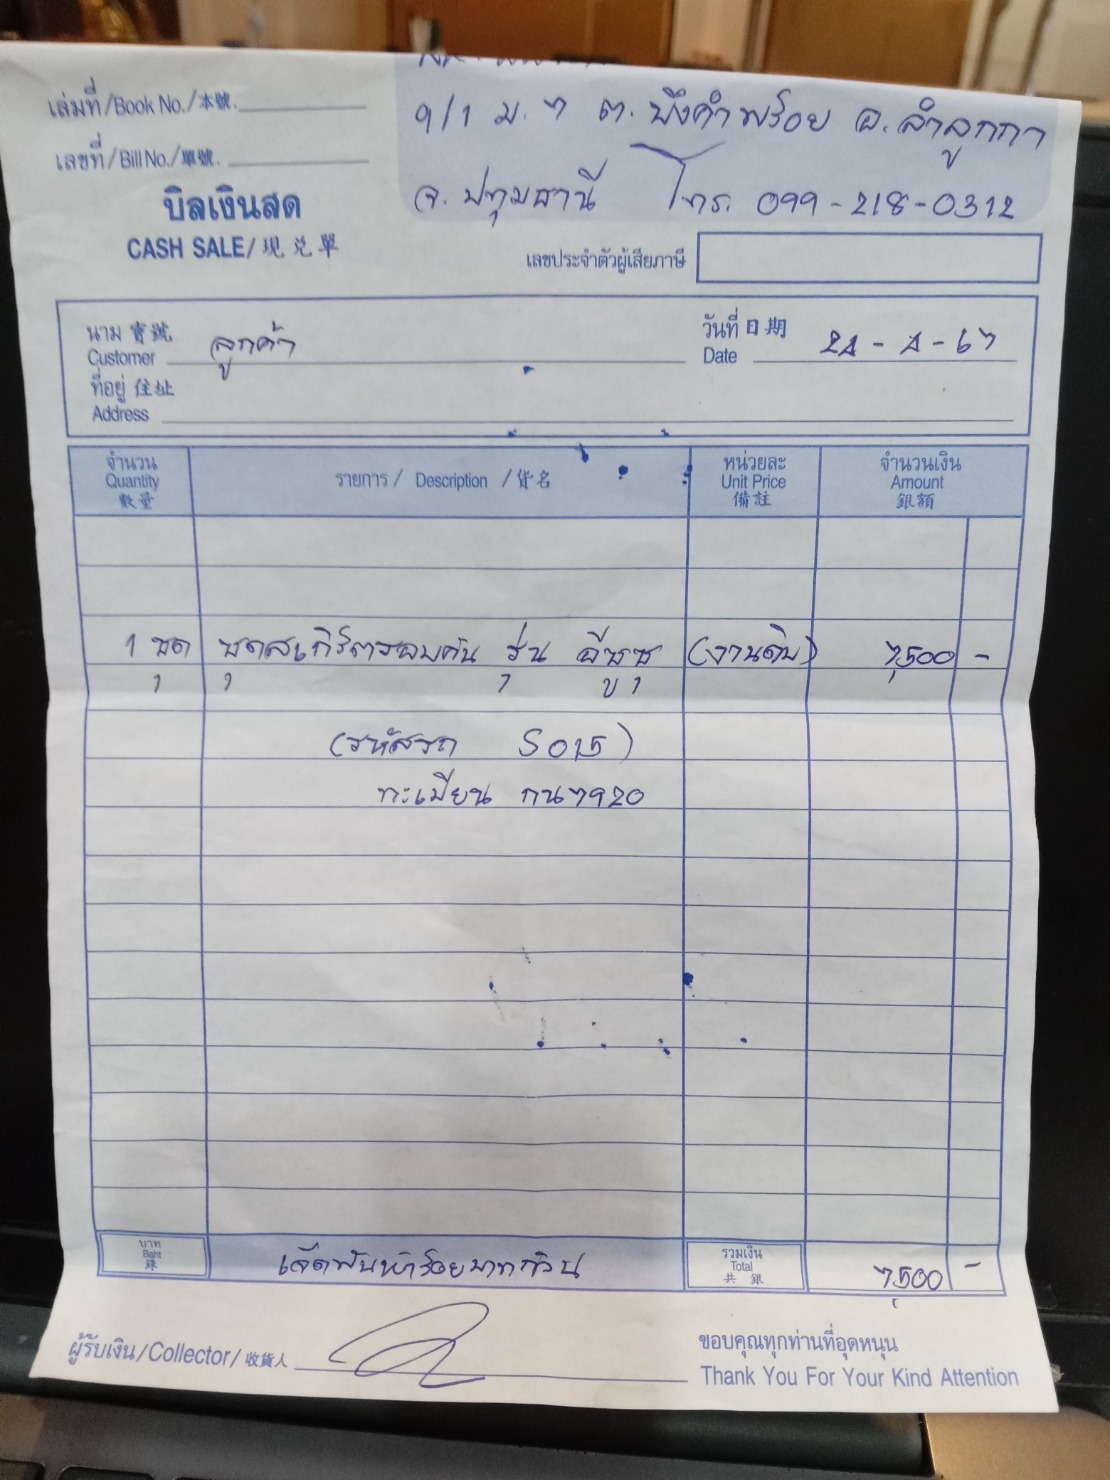 เล่มที่/Book No./本號.
9/1 ม.7 ต.บึงคำพร้อย อ.ลำลูกกา
เลขที่/Bill No./單號.
จ.ปทุมธานี โทร. 099-218-0312
บิลเงินสด
CASH SALE/現兌單
เลขประจำตัวผู้เสียภาษี
นาม 寶號
Customer ลูกค้า
วันที่ 日期
Date 24-4-67
ที่อยู่ 住址
Address
จำนวน
Quantity
數量
รายการ / Description / 貨名
หน่วยละ
Unit Price
備註
จำนวนเงิน
Amount
銀額
1 ชุด ชุดสเกิร์ตรอบคัน รุ่น อีซูซุ (งานดิบ) 7,500 -
(รหัสรถ S015)
ทะเบียน กน7920
บาท
Baht
銖
เจ็ดพันห้าร้อยบาทถ้วน
รวมเงิน
Total
共銀
7,500 -
ผู้รับเงิน/Collector/收貨人
ขอบคุณทุกท่านที่อุดหนุน
Thank You For Your Kind Attention